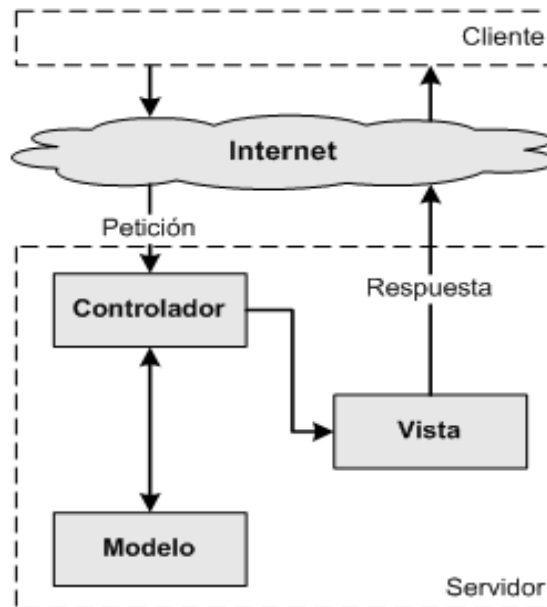 Cliente
Internet
Petición
Controlador
Respuesta
Vista
Modelo
Servidor